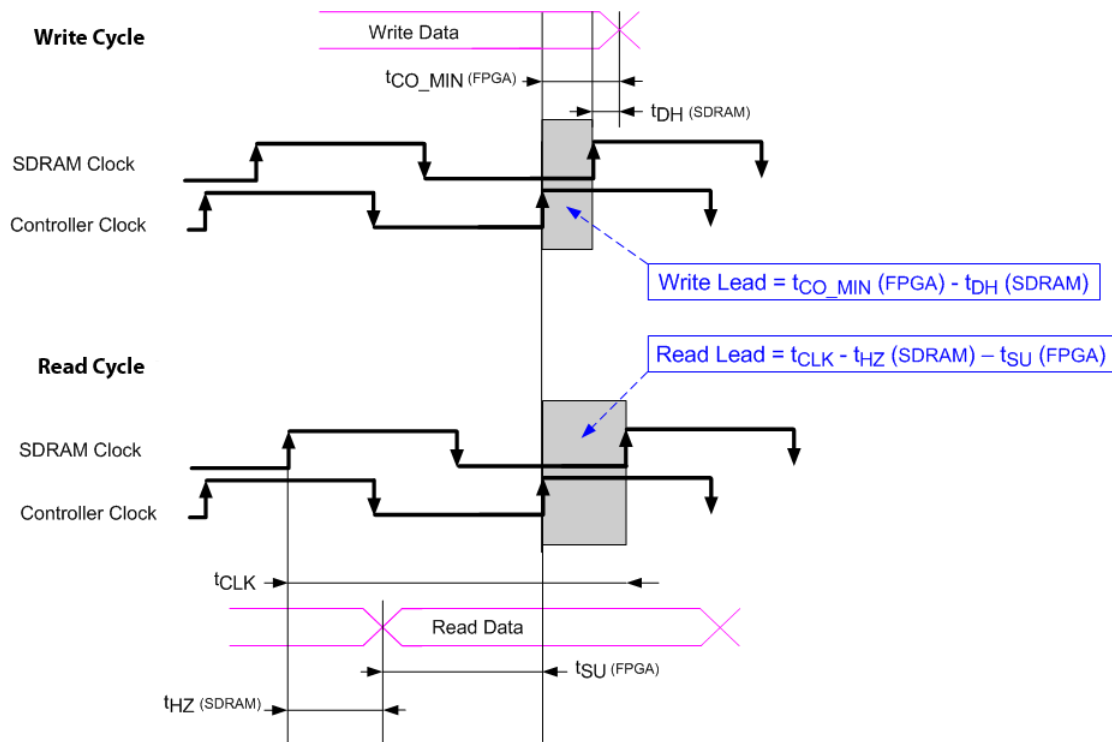 Write Cycle
Write Data
tCO_MIN (FPGA)
tDH (SDRAM)
SDRAM Clock
Controller Clock
Write Lead = tCO_MIN (FPGA) - tDH (SDRAM)
Read Lead = tCLK - tHZ (SDRAM) – tSU (FPGA)
Read Cycle
SDRAM Clock
Controller Clock
tCLK
Read Data
tSU (FPGA)
tHZ (SDRAM)